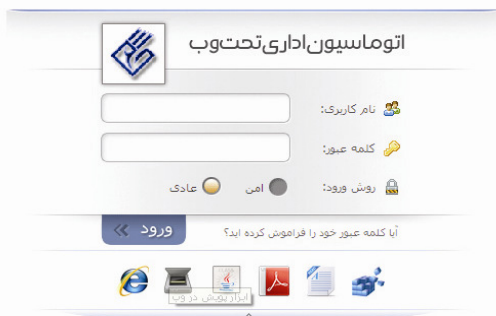 اتوماسیون اداری تحت وب
نام کاربری:
کلمه عبور:
روش ورود: امن عادی
آیا کلمه عبور خود را فراموش کرده اید؟
ورود »
ابزار پویش در وب